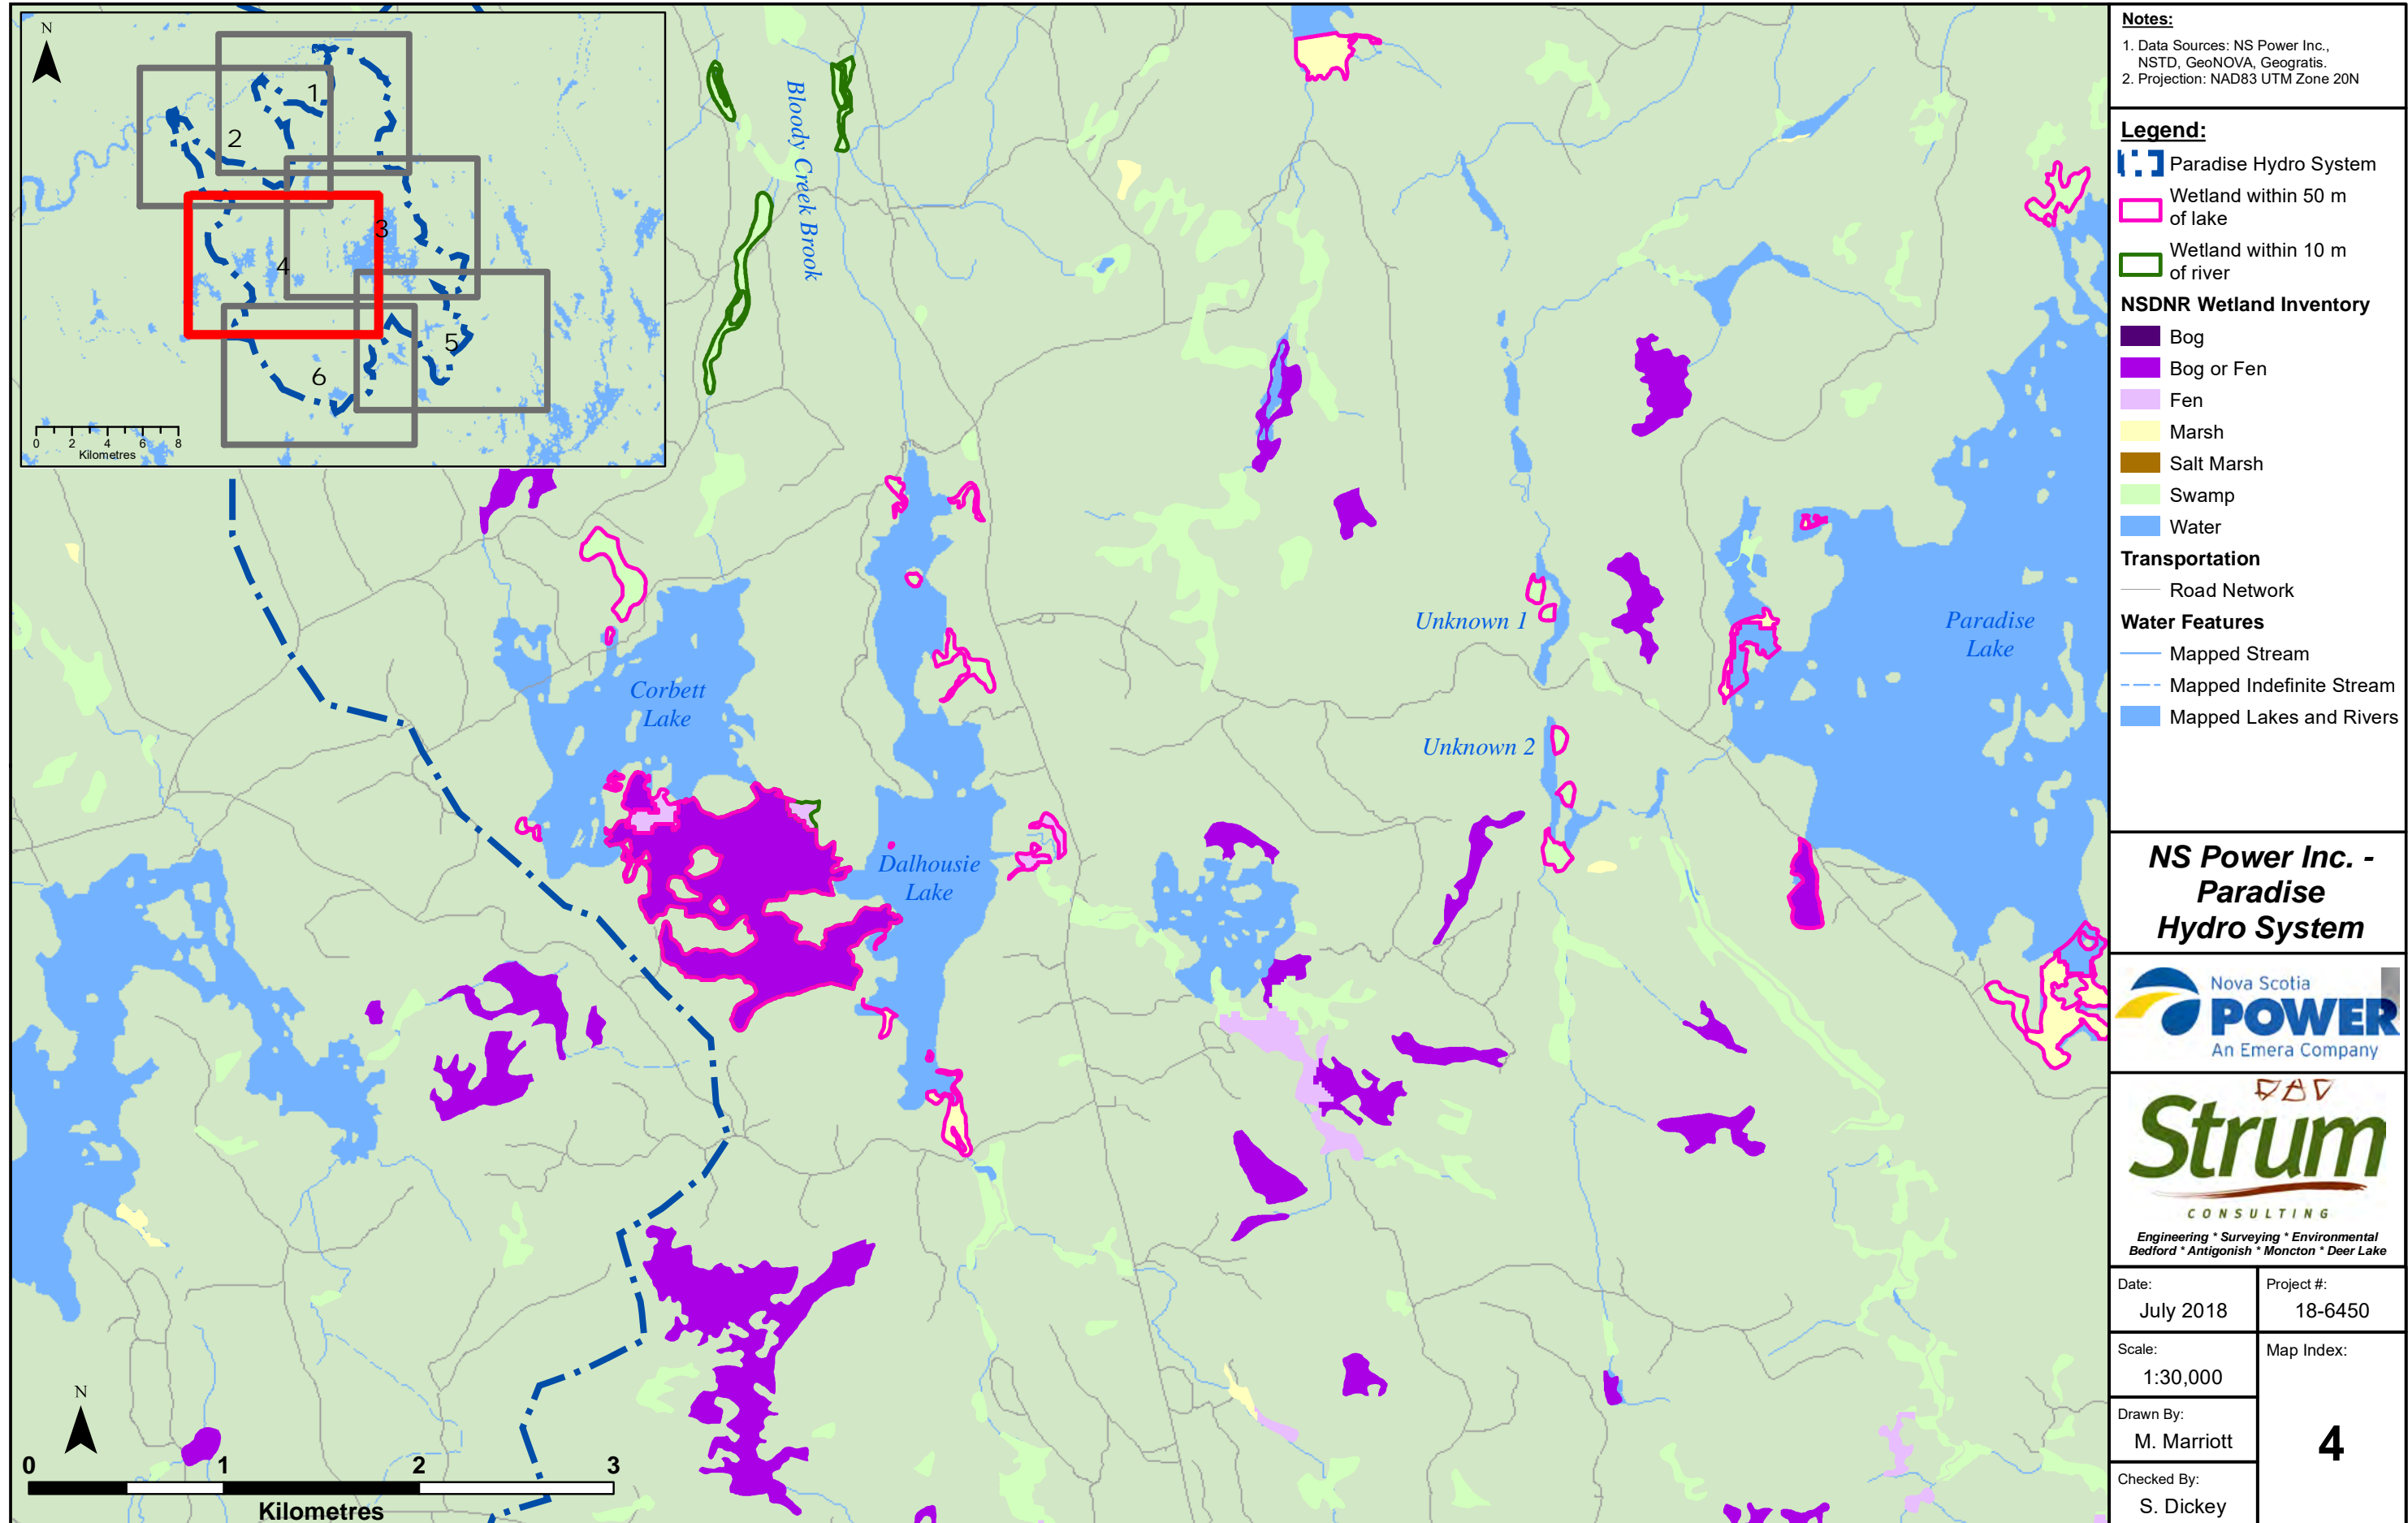 N
1
2
3
4
5
6
0 2 4 6 8
Kilometres
Bloody Creek Brook
Corbett
Lake
Dalhousie
Lake
Unknown 1
Unknown 2
Paradise
Lake
N
0 1 2 3
Kilometres
Notes:
1. Data Sources: NS Power Inc.,
NSTD, GeoNOVA, Geogratis.
2. Projection: NAD83 UTM Zone 20N
Legend:
Paradise Hydro System
Wetland within 50 m
of lake
Wetland within 10 m
of river
NSDNR Wetland Inventory
Bog
Bog or Fen
Fen
Marsh
Salt Marsh
Swamp
Water
Transportation
Road Network
Water Features
Mapped Stream
Mapped Indefinite Stream
Mapped Lakes and Rivers
NS Power Inc. -
Paradise
Hydro System
Nova Scotia
POWER
An Emera Company
Strum
CONSULTING
Engineering * Surveying * Environmental
Bedford * Antigonish * Moncton * Deer Lake
Date:
July 2018
Project #:
18-6450
Scale:
1:30,000
Map Index:
4
Drawn By:
M. Marriott
Checked By:
S. Dickey